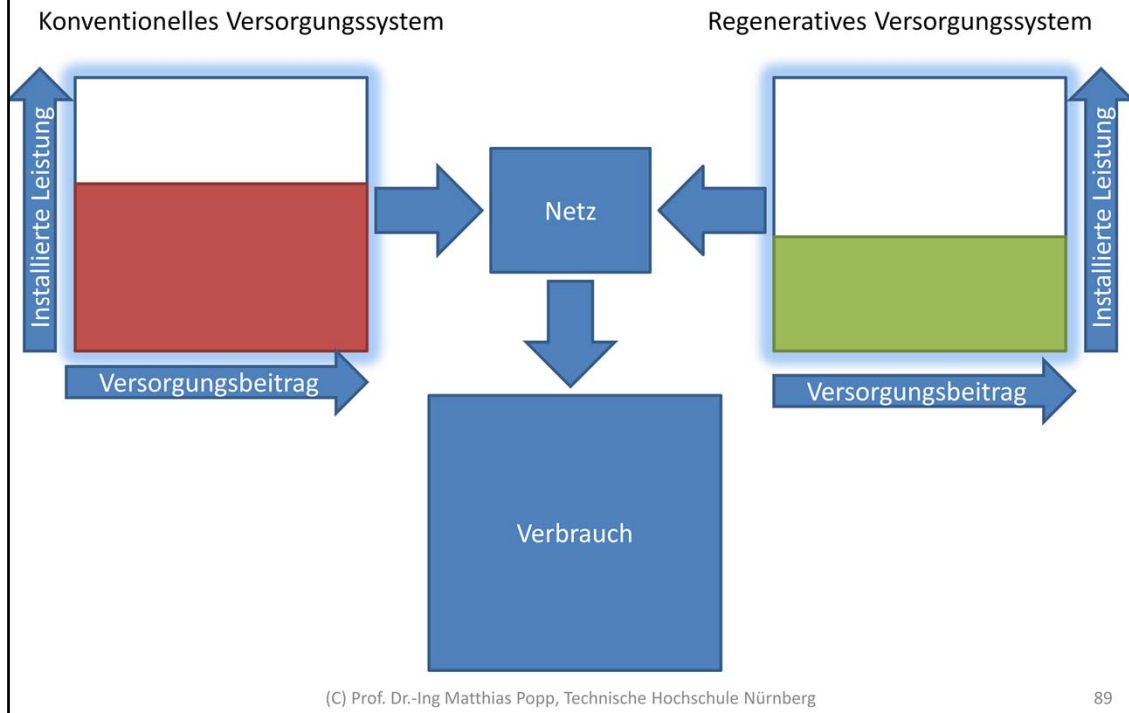 Konventionelles Versorgungssystem
Regeneratives Versorgungssystem
Installierte Leistung
Netz
Installierte Leistung
Versorgungsbeitrag
Versorgungsbeitrag
Verbrauch
(C) Prof. Dr.-Ing Matthias Popp, Technische Hochschule Nürnberg
89